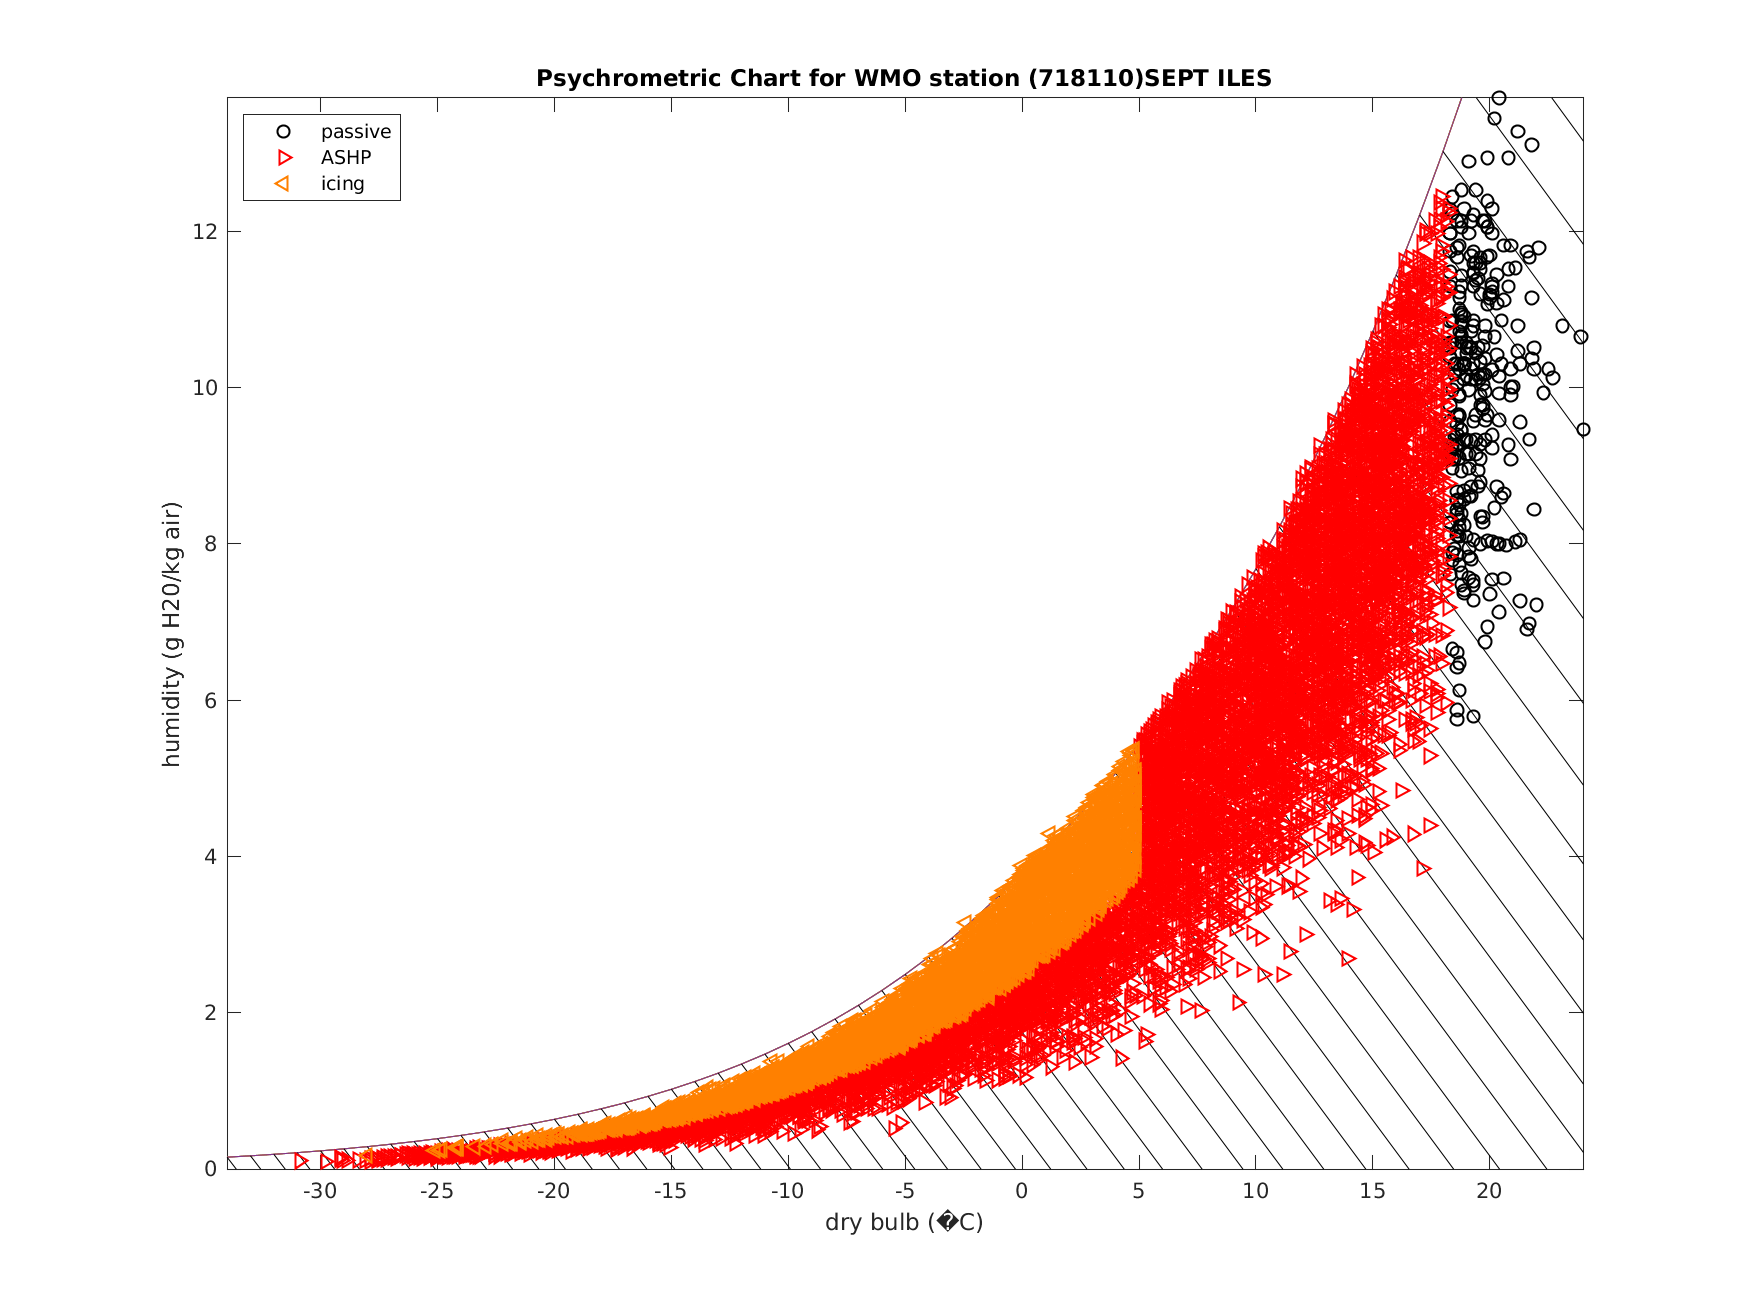 Psychrometric Chart for WMO station (718110)SEPT ILES
passive
ASHP
icing
humidity (g H20/kg air)
12
10
8
6
4
2
0
-30 -25 -20 -15 -10 -5 0 5 10 15 20
dry bulb (�C)